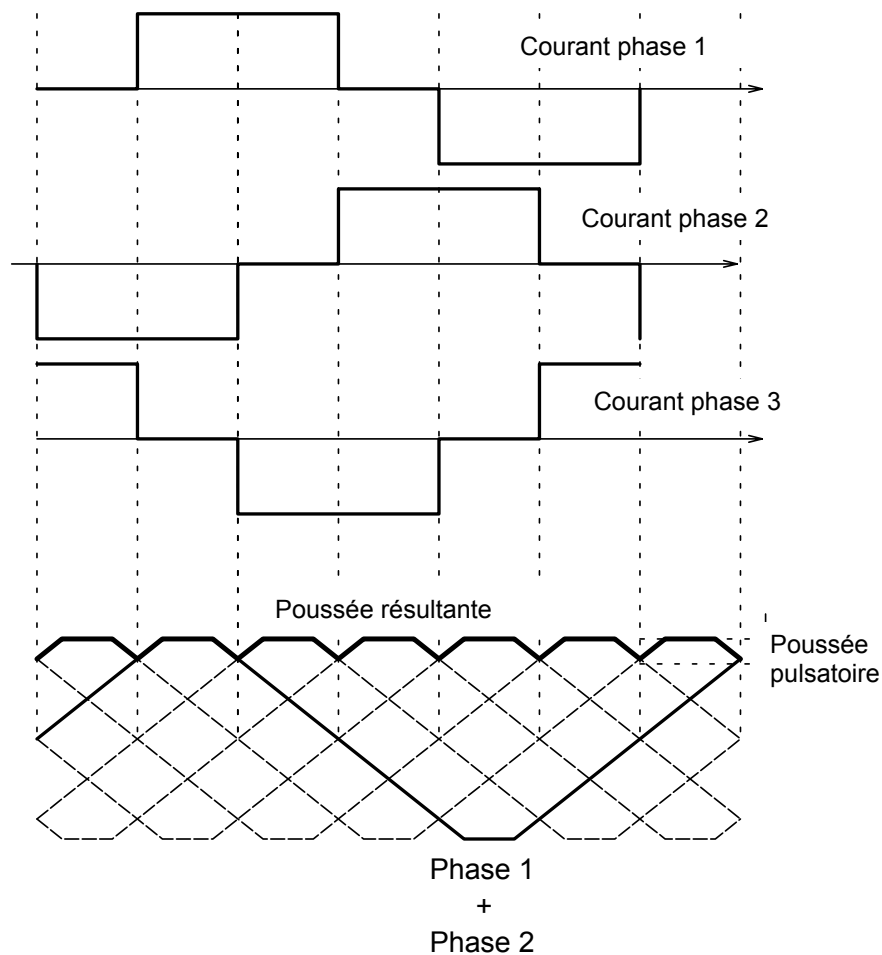 Courant phase 1
Courant phase 2
Courant phase 3
Poussée résultante
Poussée
pulsatoire
Phase 1
+
Phase 2